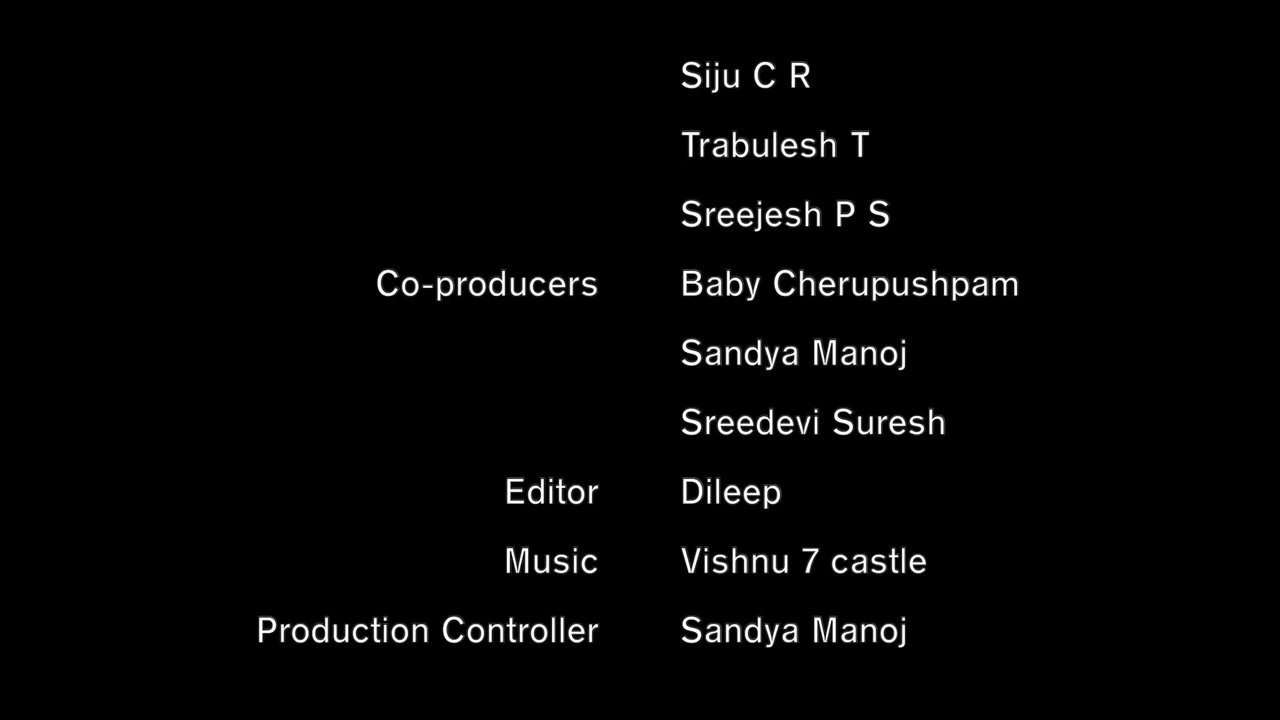 Siju C R
Trabulesh T
Sreejesh P S
Co-producers Baby Cherupushpam
Sandya Manoj
Sreedevi Suresh
Editor Dileep
Music Vishnu 7 castle
Production Controller Sandya Manoj